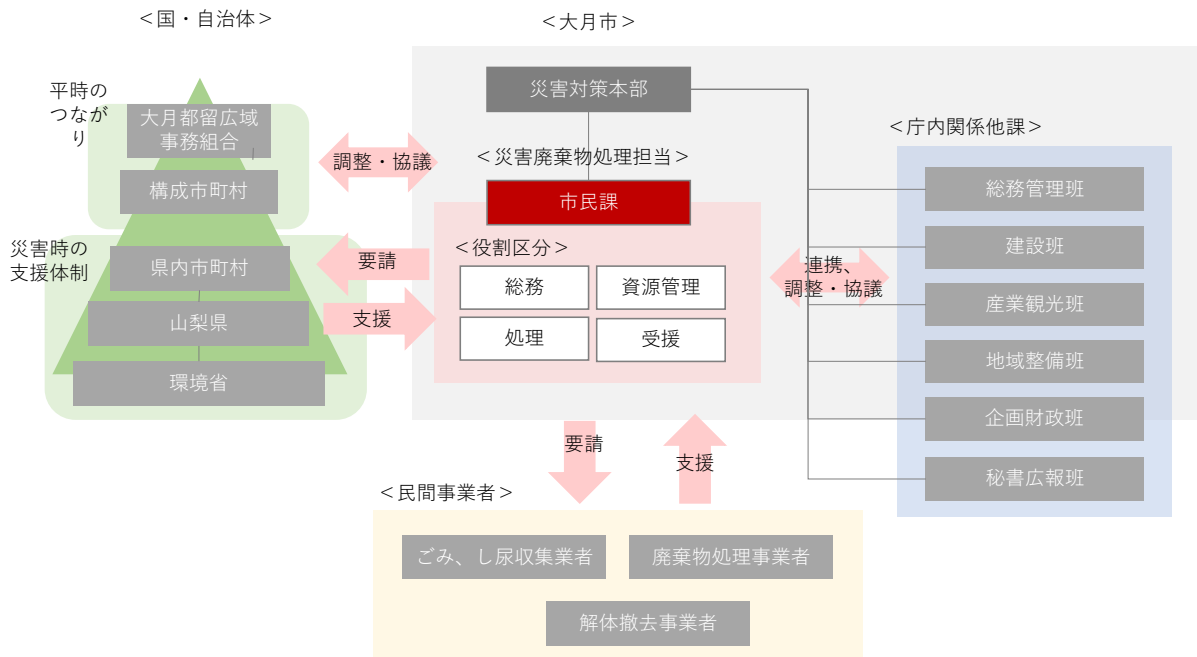 ＜国・自治体＞
平時の
つながり
大月都留広域
事務組合
構成市町村
災害時の
支援体制
県内市町村
山梨県
環境省
調整・協議
要請
支援
＜大月市＞
災害対策本部
＜災害廃棄物処理担当＞
市民課
＜役割区分＞
総務
資源管理
処理
受援
連携、
調整・協議
＜庁内関係他課＞
総務管理班
建設班
産業観光班
地域整備班
企画財政班
秘書広報班
要請
支援
＜民間事業者＞
ごみ、し尿収集業者
廃棄物処理事業者
解体撤去事業者